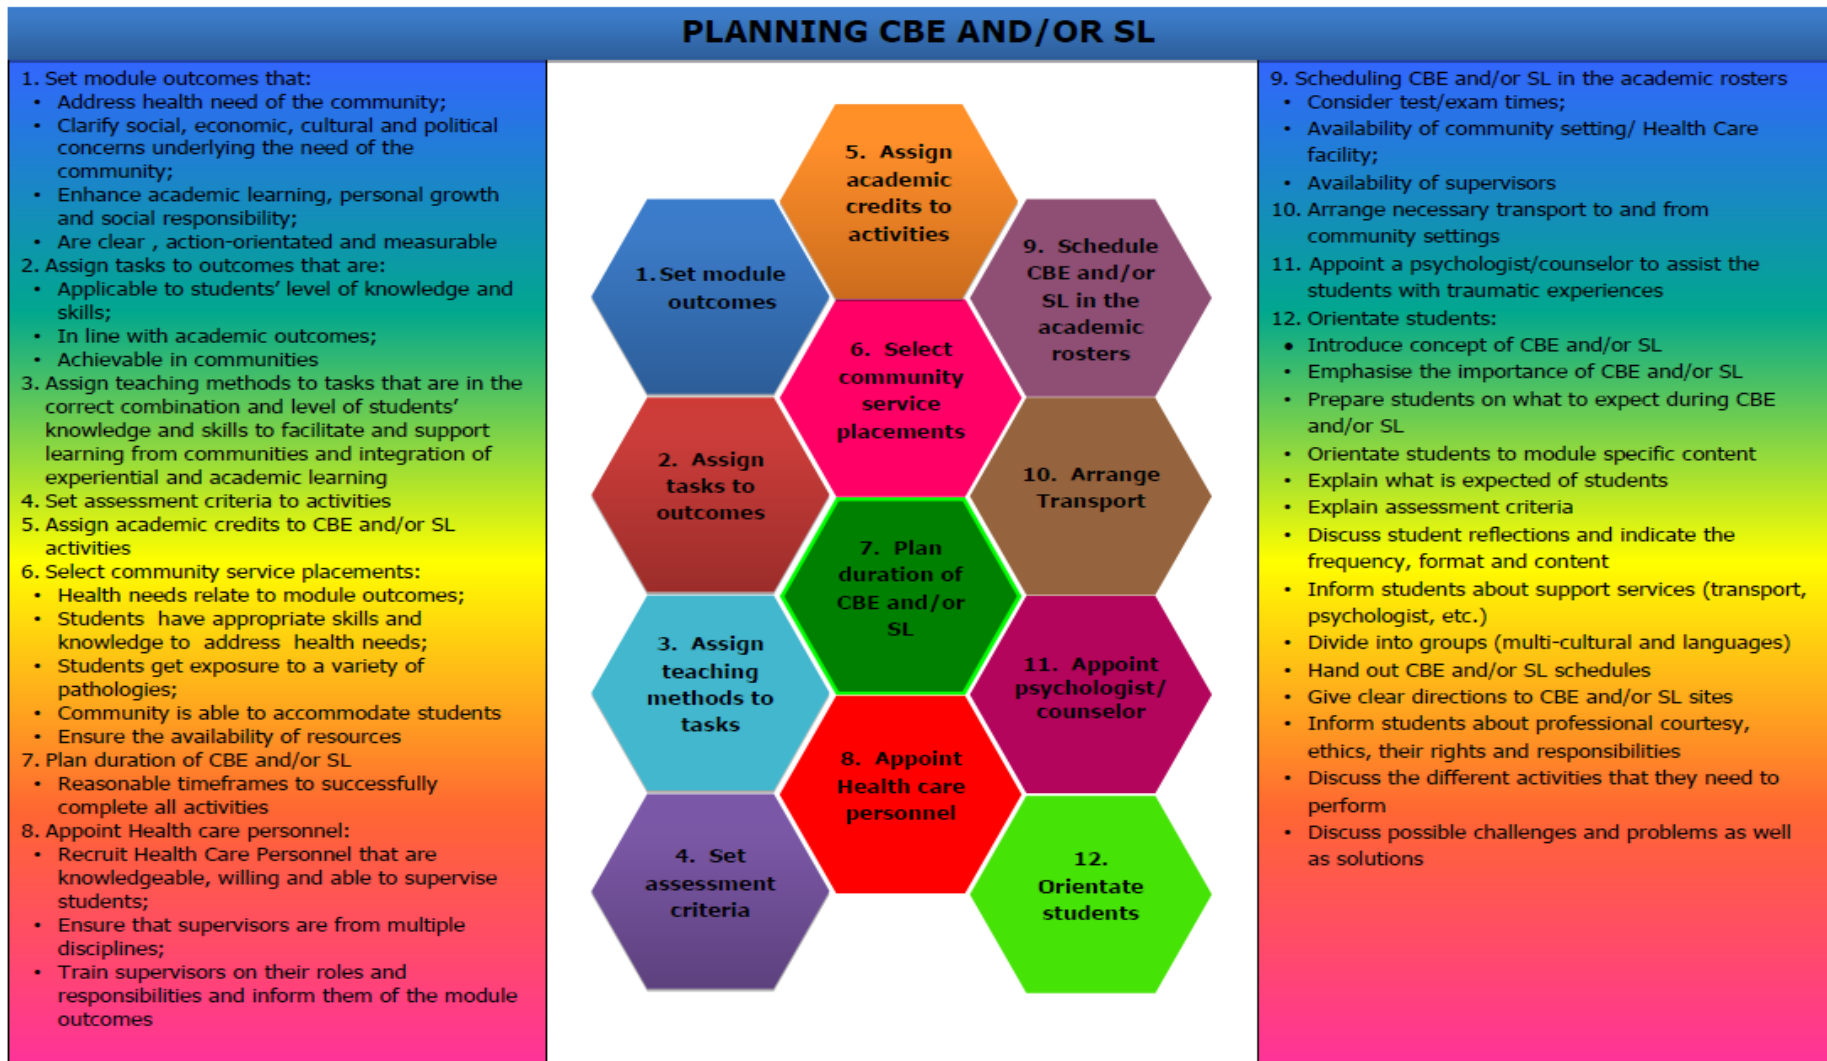 PLANNING CBE AND/OR SL
1. Set module outcomes that:
• Address health need of the community;
• Clarify social, economic, cultural and political
concerns underlying the need of the
community;
• Enhance academic learning, personal growth
and social responsibility;
• Are clear , action-orientated and measurable
2. Assign tasks to outcomes that are:
• Applicable to students' level of knowledge and
skills;
• In line with academic outcomes;
• Achievable in communities
3. Assign teaching methods to tasks that are in the
correct combination and level of students'
knowledge and skills to facilitate and support
learning from communities and integration of
experiential and academic learning
4. Set assessment criteria to activities
5. Assign academic credits to CBE and/or SL
activities
6. Select community service placements:
• Health needs relate to module outcomes;
• Students have appropriate skills and
knowledge to address health needs;
• Students get exposure to a variety of
pathologies;
• Community is able to accommodate students
• Ensure the availability of resources
7. Plan duration of CBE and/or SL
• Reasonable timeframes to successfully
complete all activities
8. Appoint Health care personnel:
• Recruit Health Care Personnel that are
knowledgeable, willing and able to supervise
students;
• Ensure that supervisors are from multiple
disciplines;
• Train supervisors on their roles and
responsibilities and inform them of the module
outcomes
1. Set module
outcomes
2. Assign
tasks to
outcomes
3. Assign
teaching
methods to
tasks
4. Set
assessment
criteria
5. Assign
academic
credits to
activities
6. Select
community
service
placements
7. Plan
duration of
CBE and/or
SL
8. Appoint
Health care
personnel
9. Schedule
CBE and/or
SL in the
academic
rosters
10. Arrange
Transport
11. Appoint
psychologist/
counselor
12.
Orientate
students
9. Scheduling CBE and/or SL in the academic rosters
• Consider test/exam times;
• Availability of community setting/ Health Care
facility;
• Availability of supervisors
10. Arrange necessary transport to and from
community settings
11. Appoint a psychologist/counselor to assist the
students with traumatic experiences
12. Orientate students:
• Introduce concept of CBE and/or SL
• Emphasise the importance of CBE and/or SL
• Prepare students on what to expect during CBE
and/or SL
• Orientate students to module specific content
• Explain what is expected of students
• Explain assessment criteria
• Discuss student reflections and indicate the
frequency, format and content
• Inform students about support services (transport,
psychologist, etc.)
• Divide into groups (multi-cultural and languages)
• Hand out CBE and/or SL schedules
• Give clear directions to CBE and/or SL sites
• Inform students about professional courtesy,
ethics, their rights and responsibilities
• Discuss the different activities that they need to
perform
• Discuss possible challenges and problems as well
as solutions